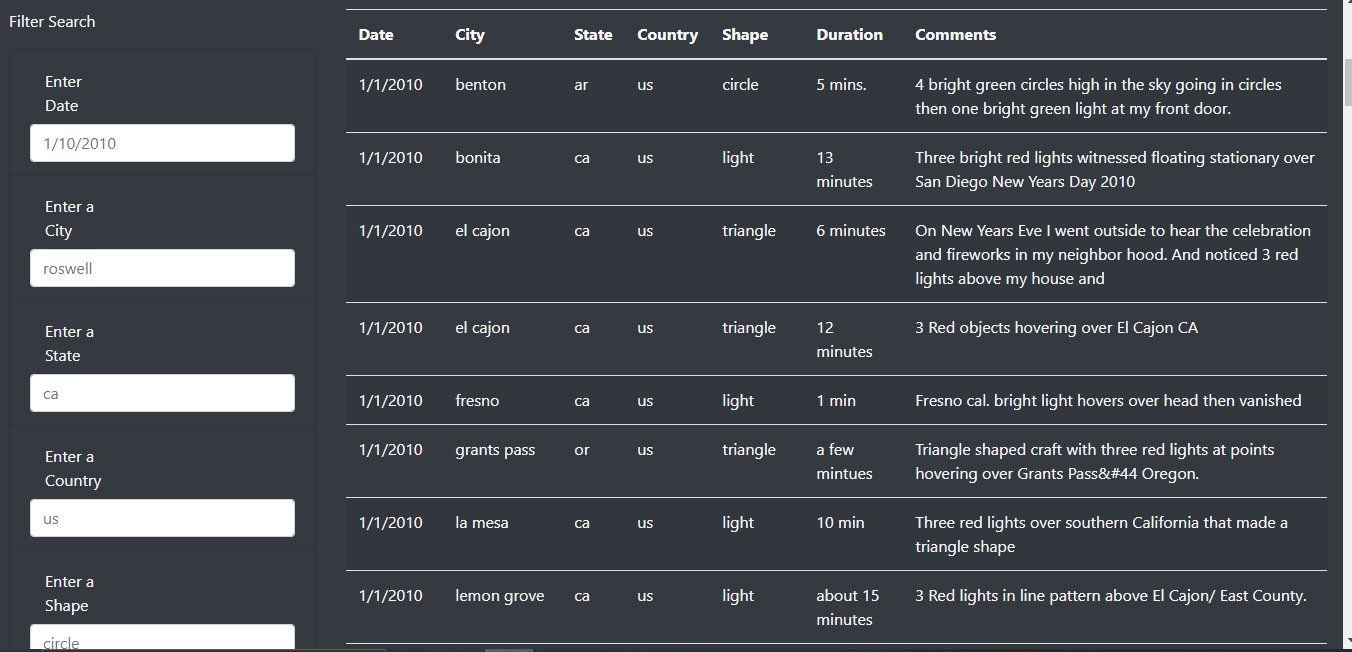 Filter Search
Enter
Date
1/10/2010
Enter a
City
roswell
Enter a
State
ca
Enter a
Country
us
Enter a
Shape
circle
Date City State Country Shape Duration Comments
1/1/2010 benton ar us circle 5 mins. 4 bright green circles high in the sky going in circles
then one bright green light at my front door.
1/1/2010 bonita ca us light 13 Three bright red lights witnessed floating stationary over
minutes San Diego New Years Day 2010
1/1/2010 el cajon ca us triangle 6 minutes On New Years Eve I went outside to hear the celebration
and fireworks in my neighbor hood. And noticed 3 red
lights above my house and
1/1/2010 el cajon ca us triangle 12 3 Red objects hovering over El Cajon CA
minutes
1/1/2010 fresno ca us light 1 min Fresno cal. bright light hovers over head then vanished
1/1/2010 grants pass or us triangle a few Triangle shaped craft with three red lights at points
mintues hovering over Grants Pass&#44 Oregon.
1/1/2010 la mesa ca us light 10 min Three red lights over southern California that made a
triangle shape
1/1/2010 lemon grove ca us light about 15 3 Red lights in line pattern above El Cajon/ East County.
minutes